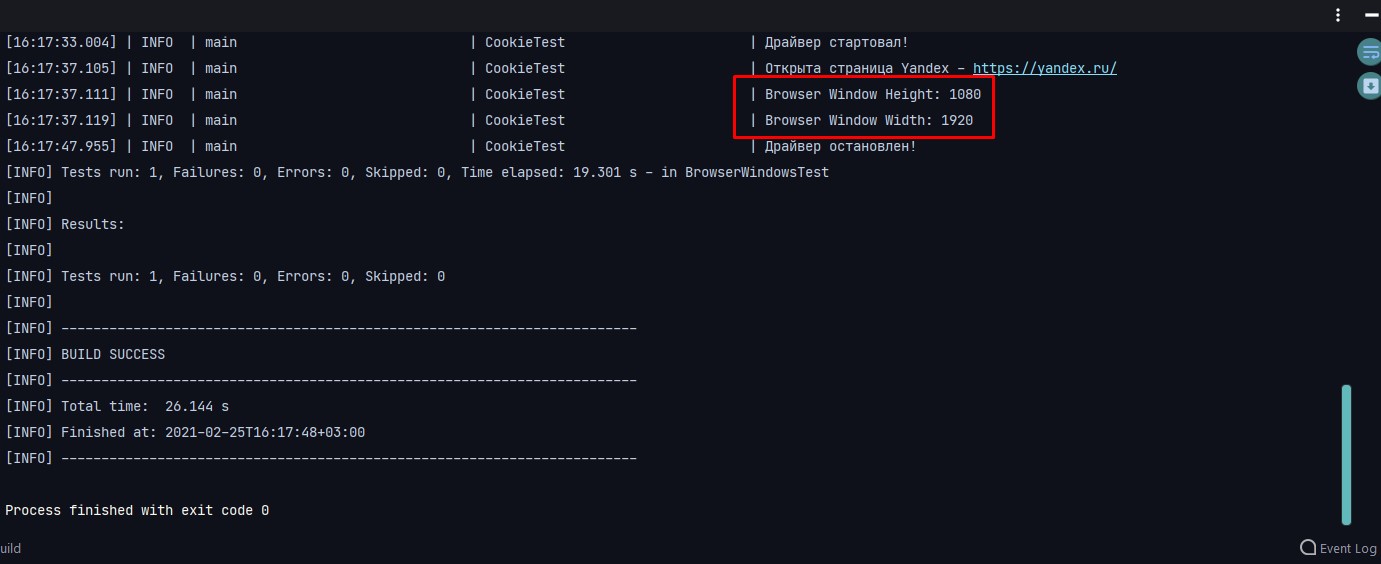 [16:17:33.004] | INFO  | main                             | CookieTest                       | Драйвер стартовал!
[16:17:37.105] | INFO  | main                             | CookieTest                       | Открыта страница Yandex - https://yandex.ru/
[16:17:37.111] | INFO  | main                             | CookieTest                       | Browser Window Height: 1080
[16:17:37.119] | INFO  | main                             | CookieTest                       | Browser Window Width: 1920
[16:17:47.955] | INFO  | main                             | CookieTest                       | Драйвер остановлен!
[INFO] Tests run: 1, Failures: 0, Errors: 0, Skipped: 0, Time elapsed: 19.301 s - in BrowserWindowsTest
[INFO]
[INFO] Results:
[INFO]
[INFO] Tests run: 1, Failures: 0, Errors: 0, Skipped: 0
[INFO]
[INFO] ------------------------------------------------------------------------
[INFO] BUILD SUCCESS
[INFO] ------------------------------------------------------------------------
[INFO] Total time:  26.144 s
[INFO] Finished at: 2021-02-25T16:17:48+03:00
[INFO] ------------------------------------------------------------------------
Process finished with exit code 0
uild
Event Log